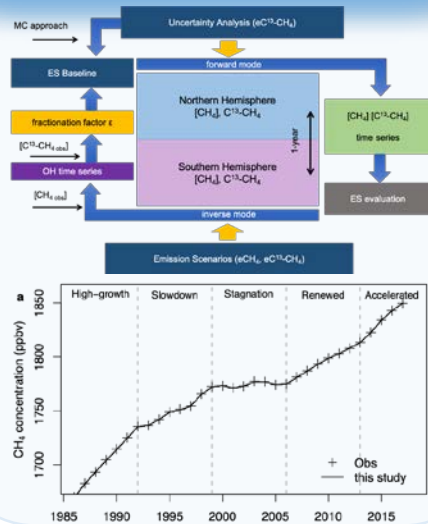 MC approach
Uncertainty Analysis (eC¹³-CH₄)
ES Baseline
forward mode
fractionation factor ε
[C¹³-CH₄ obs]
OH time series
[CH₄ obs]
Northern Hemisphere
[CH₄], C¹³-CH₄
Southern Hemisphere
[CH₄], C¹³-CH₄
1-year
[CH₄] [C¹³-CH₄]
time series
ES evaluation
inverse mode
Emission Scenarios (eCH₄, eC¹³-CH₄)
a
High-growth
Slowdown
Stagnation
Renewed
Accelerated
CH₄ concentration (ppbv)
1850
1800
1750
1700
Obs
this study
1985 1990 1995 2000 2005 2010 2015